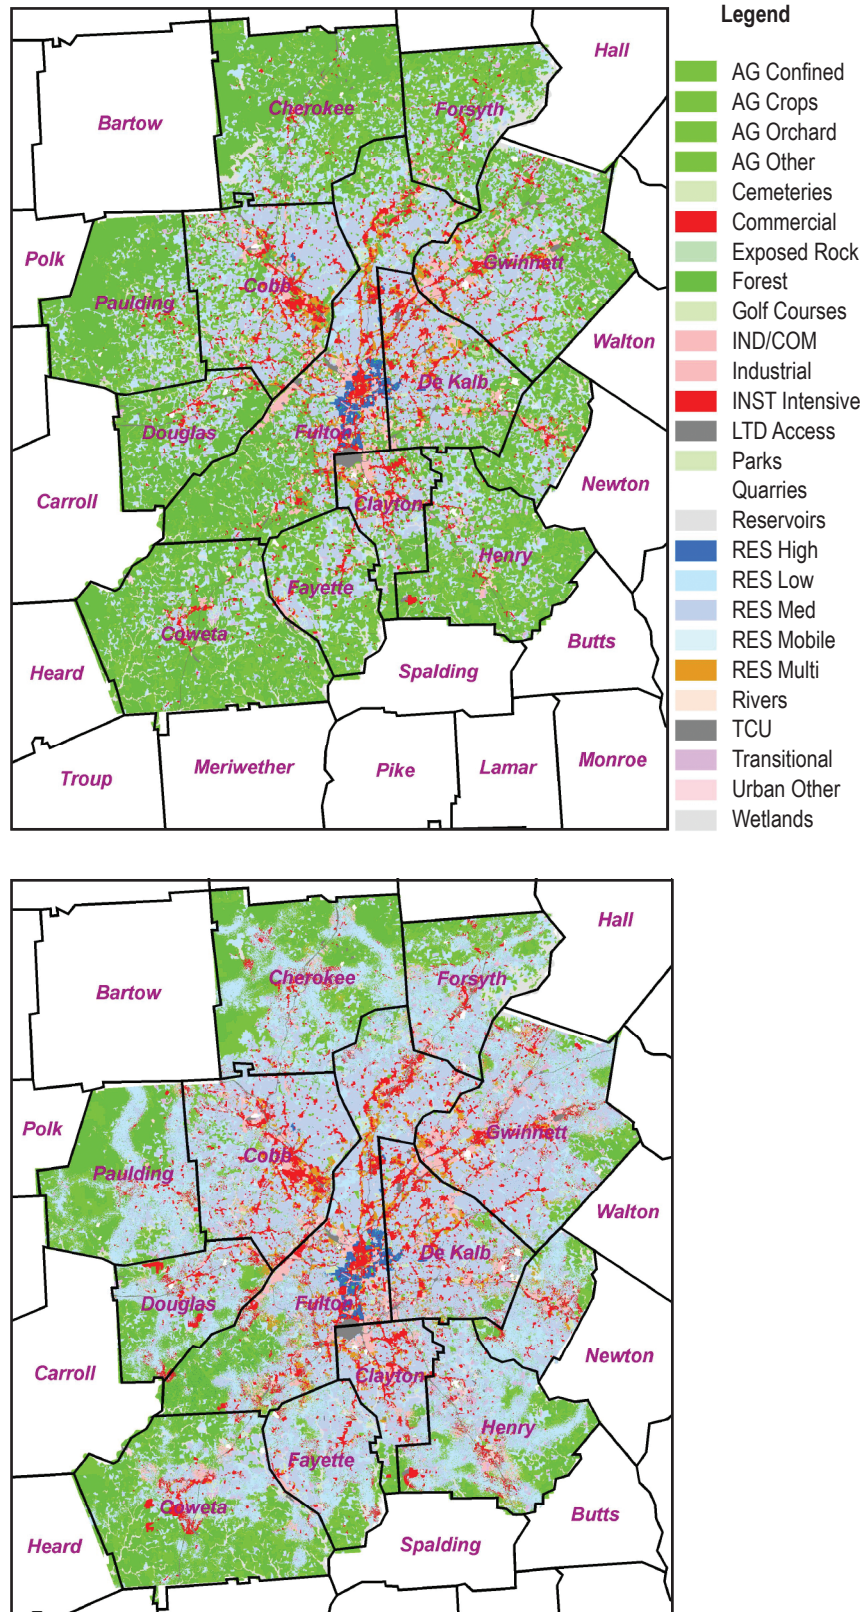 Legend
AG Confined
AG Crops
AG Orchard
AG Other
Cemeteries
Commercial
Exposed Rock
Forest
Golf Courses
IND/COM
Industrial
INST Intensive
LTD Access
Parks
Quarries
Reservoirs
RES High
RES Low
RES Med
RES Mobile
RES Multi
Rivers
TCU
Transitional
Urban Other
Wetlands
Hall
Cherokee
Forsyth
Bartow
Polk
Gwinnett
Cobb
Paulding
Walton
De Kalb
Douglas
Fulton
Newton
Carroll
Clayton
Henry
Fayette
Coweta
Butts
Heard
Spalding
Troup
Meriwether
Pike
Lamar
Monroe
Hall
Cherokee
Forsyth
Bartow
Polk
Gwinnett
Cobb
Paulding
Walton
De Kalb
Douglas
Fulton
Newton
Carroll
Clayton
Henry
Fayette
Coweta
Butts
Heard
Spalding